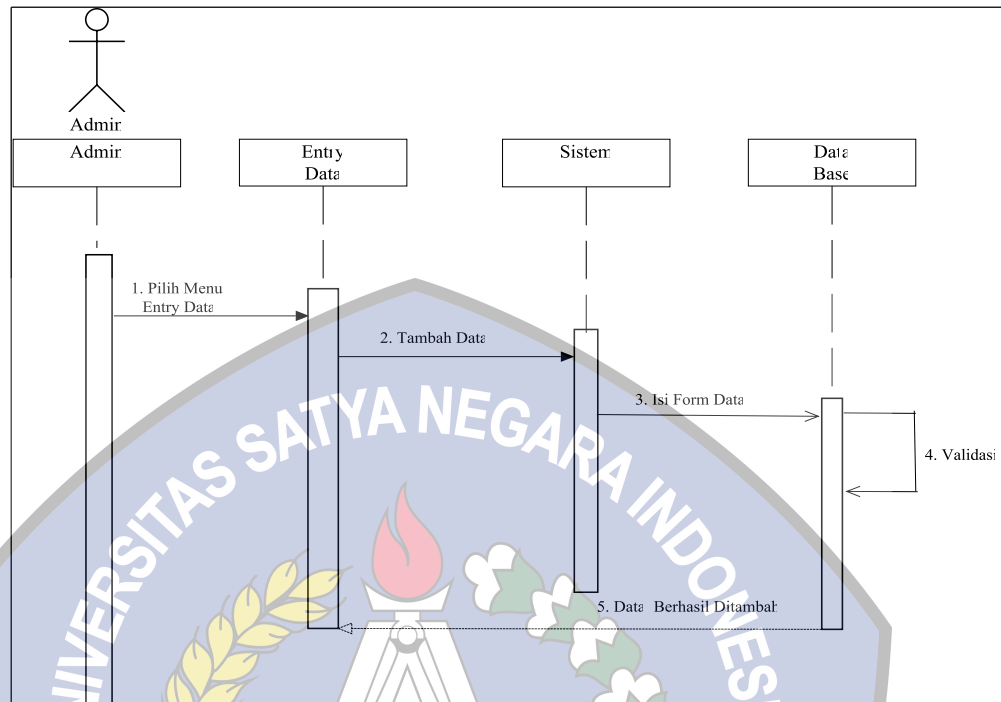 Admin
Admin
Entry
Data
Sistem
Data
Base
1. Pilih Menu
Entry Data
2. Tambah Data
3. Isi Form Data
4. Validasi
5. Data Berhasil Ditambah
UNIVERSITAS SATYA NEGARA INDONESIA